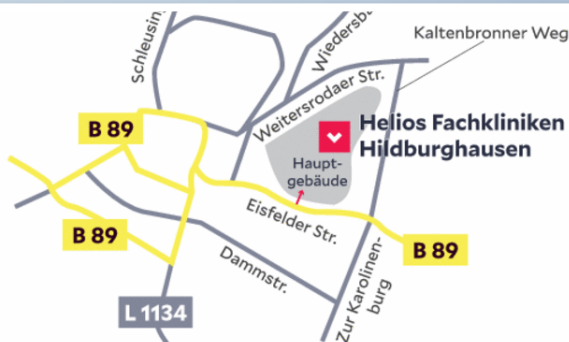 Schleusin
Wiedersb
Kaltenbronner Weg
Weitersrodaer Str.
B 89
Helios Fachkliniken
Hildburghausen
Haupt-
gebäude
Eisfelder Str.
B 89
B 89
Dammstr.
L 1134
Zur Karolinen-
burg